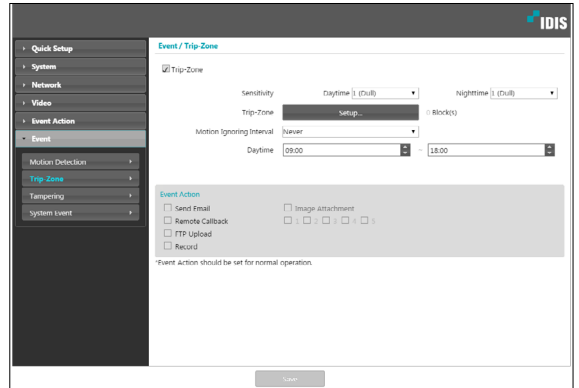 IDIS
Quick Setup
System
Network
Video
Event Action
Event
Motion Detection
Trip-Zone
Tampering
System Event
Event / Trip-Zone
Trip-Zone
Sensitivity Daytime 1 (Dull) Nighttime 1 (Dull)
Trip-Zone Setup... 0 Block(s)
Motion Ignoring Interval Never
Daytime 09:00 ~ 18:00
Event Action
Send Email Image Attachment
Remote Callback 1 2 3 4 5
FTP Upload
Record
*Event Action should be set for normal operation.
Save